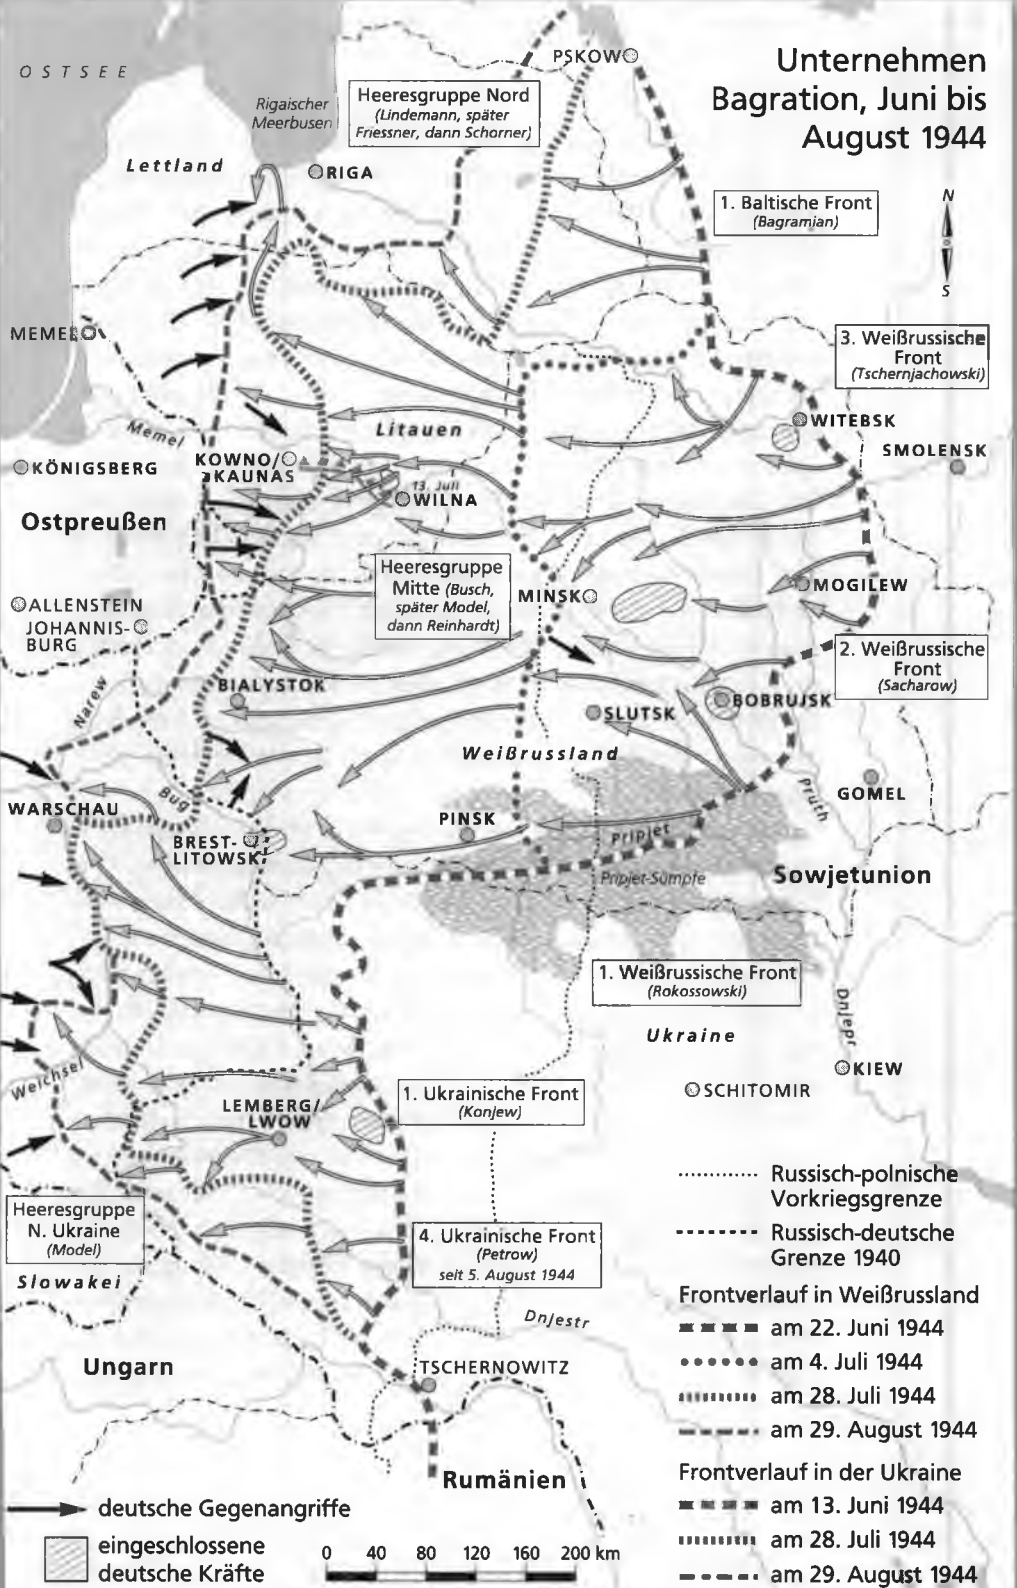 Unternehmen
Bagration, Juni bis
August 1944
OSTSEE
PSKOW
Rigaischer
Meerbusen
Heeresgruppe Nord
(Lindemann, später
Friessner, dann Schorner)
Lettland
RIGA
1. Baltische Front
(Bagramian)
N
S
MEMEL
3. Weißrussische
Front
(Tschernjachowski)
Memel
Litauen
WITEBSK
SMOLENSK
KÖNIGSBERG
KOWNO/
KAUNAS
13. Juli
WILNA
Ostpreußen
Heeresgruppe
Mitte (Busch,
später Model,
dann Reinhardt)
MINSK
MOGILEW
ALLENSTEIN
JOHANNIS-
BURG
2. Weißrussische
Front
(Sacharow)
Narew
BIALYSTOK
BOBRUJSK
SLUTSK
Weißrussland
Bug
WARSCHAU
PINSK
Pripjet
Pruth
GOMEL
BREST-
LITOWSK
Pripjet-Sümpfe
Sowjetunion
1. Weißrussische Front
(Rokossowski)
Dnjepr
Ukraine
Weichsel
KIEW
SCHITOMIR
1. Ukrainische Front
(Konjew)
LEMBERG/
LWOW
Heeresgruppe
N. Ukraine
(Model)
4. Ukrainische Front
(Petrow)
seit 5. August 1944
Slowakei
Dnjestr
Ungarn
TSCHERNOWITZ
Rumänien
Russisch-polnische
Vorkriegsgrenze
Russisch-deutsche
Grenze 1940
Frontverlauf in Weißrussland
am 22. Juni 1944
am 4. Juli 1944
am 28. Juli 1944
am 29. August 1944
Frontverlauf in der Ukraine
am 13. Juni 1944
am 28. Juli 1944
am 29. August 1944
deutsche Gegenangriffe
eingeschlossene
deutsche Kräfte
0 40 80 120 160 200 km